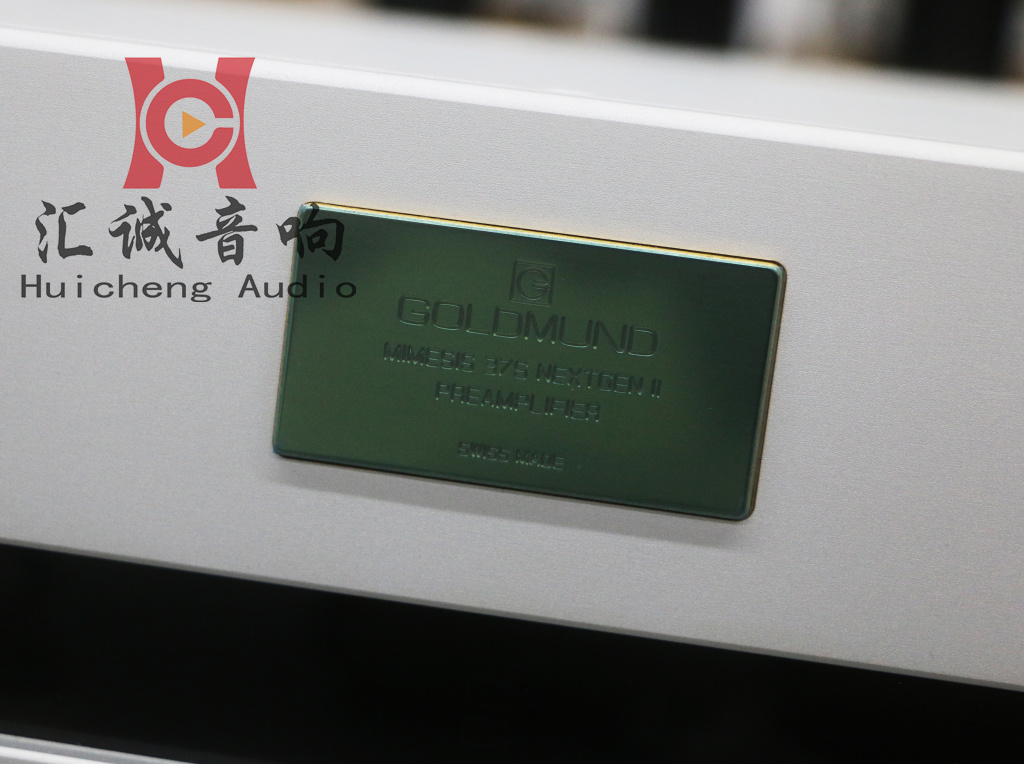 汇诚音响
Huicheng Audio
G
GOLDMUND
MIMESIS 37S NEXTGEN II
PREAMPLIFIER
SWISS MADE